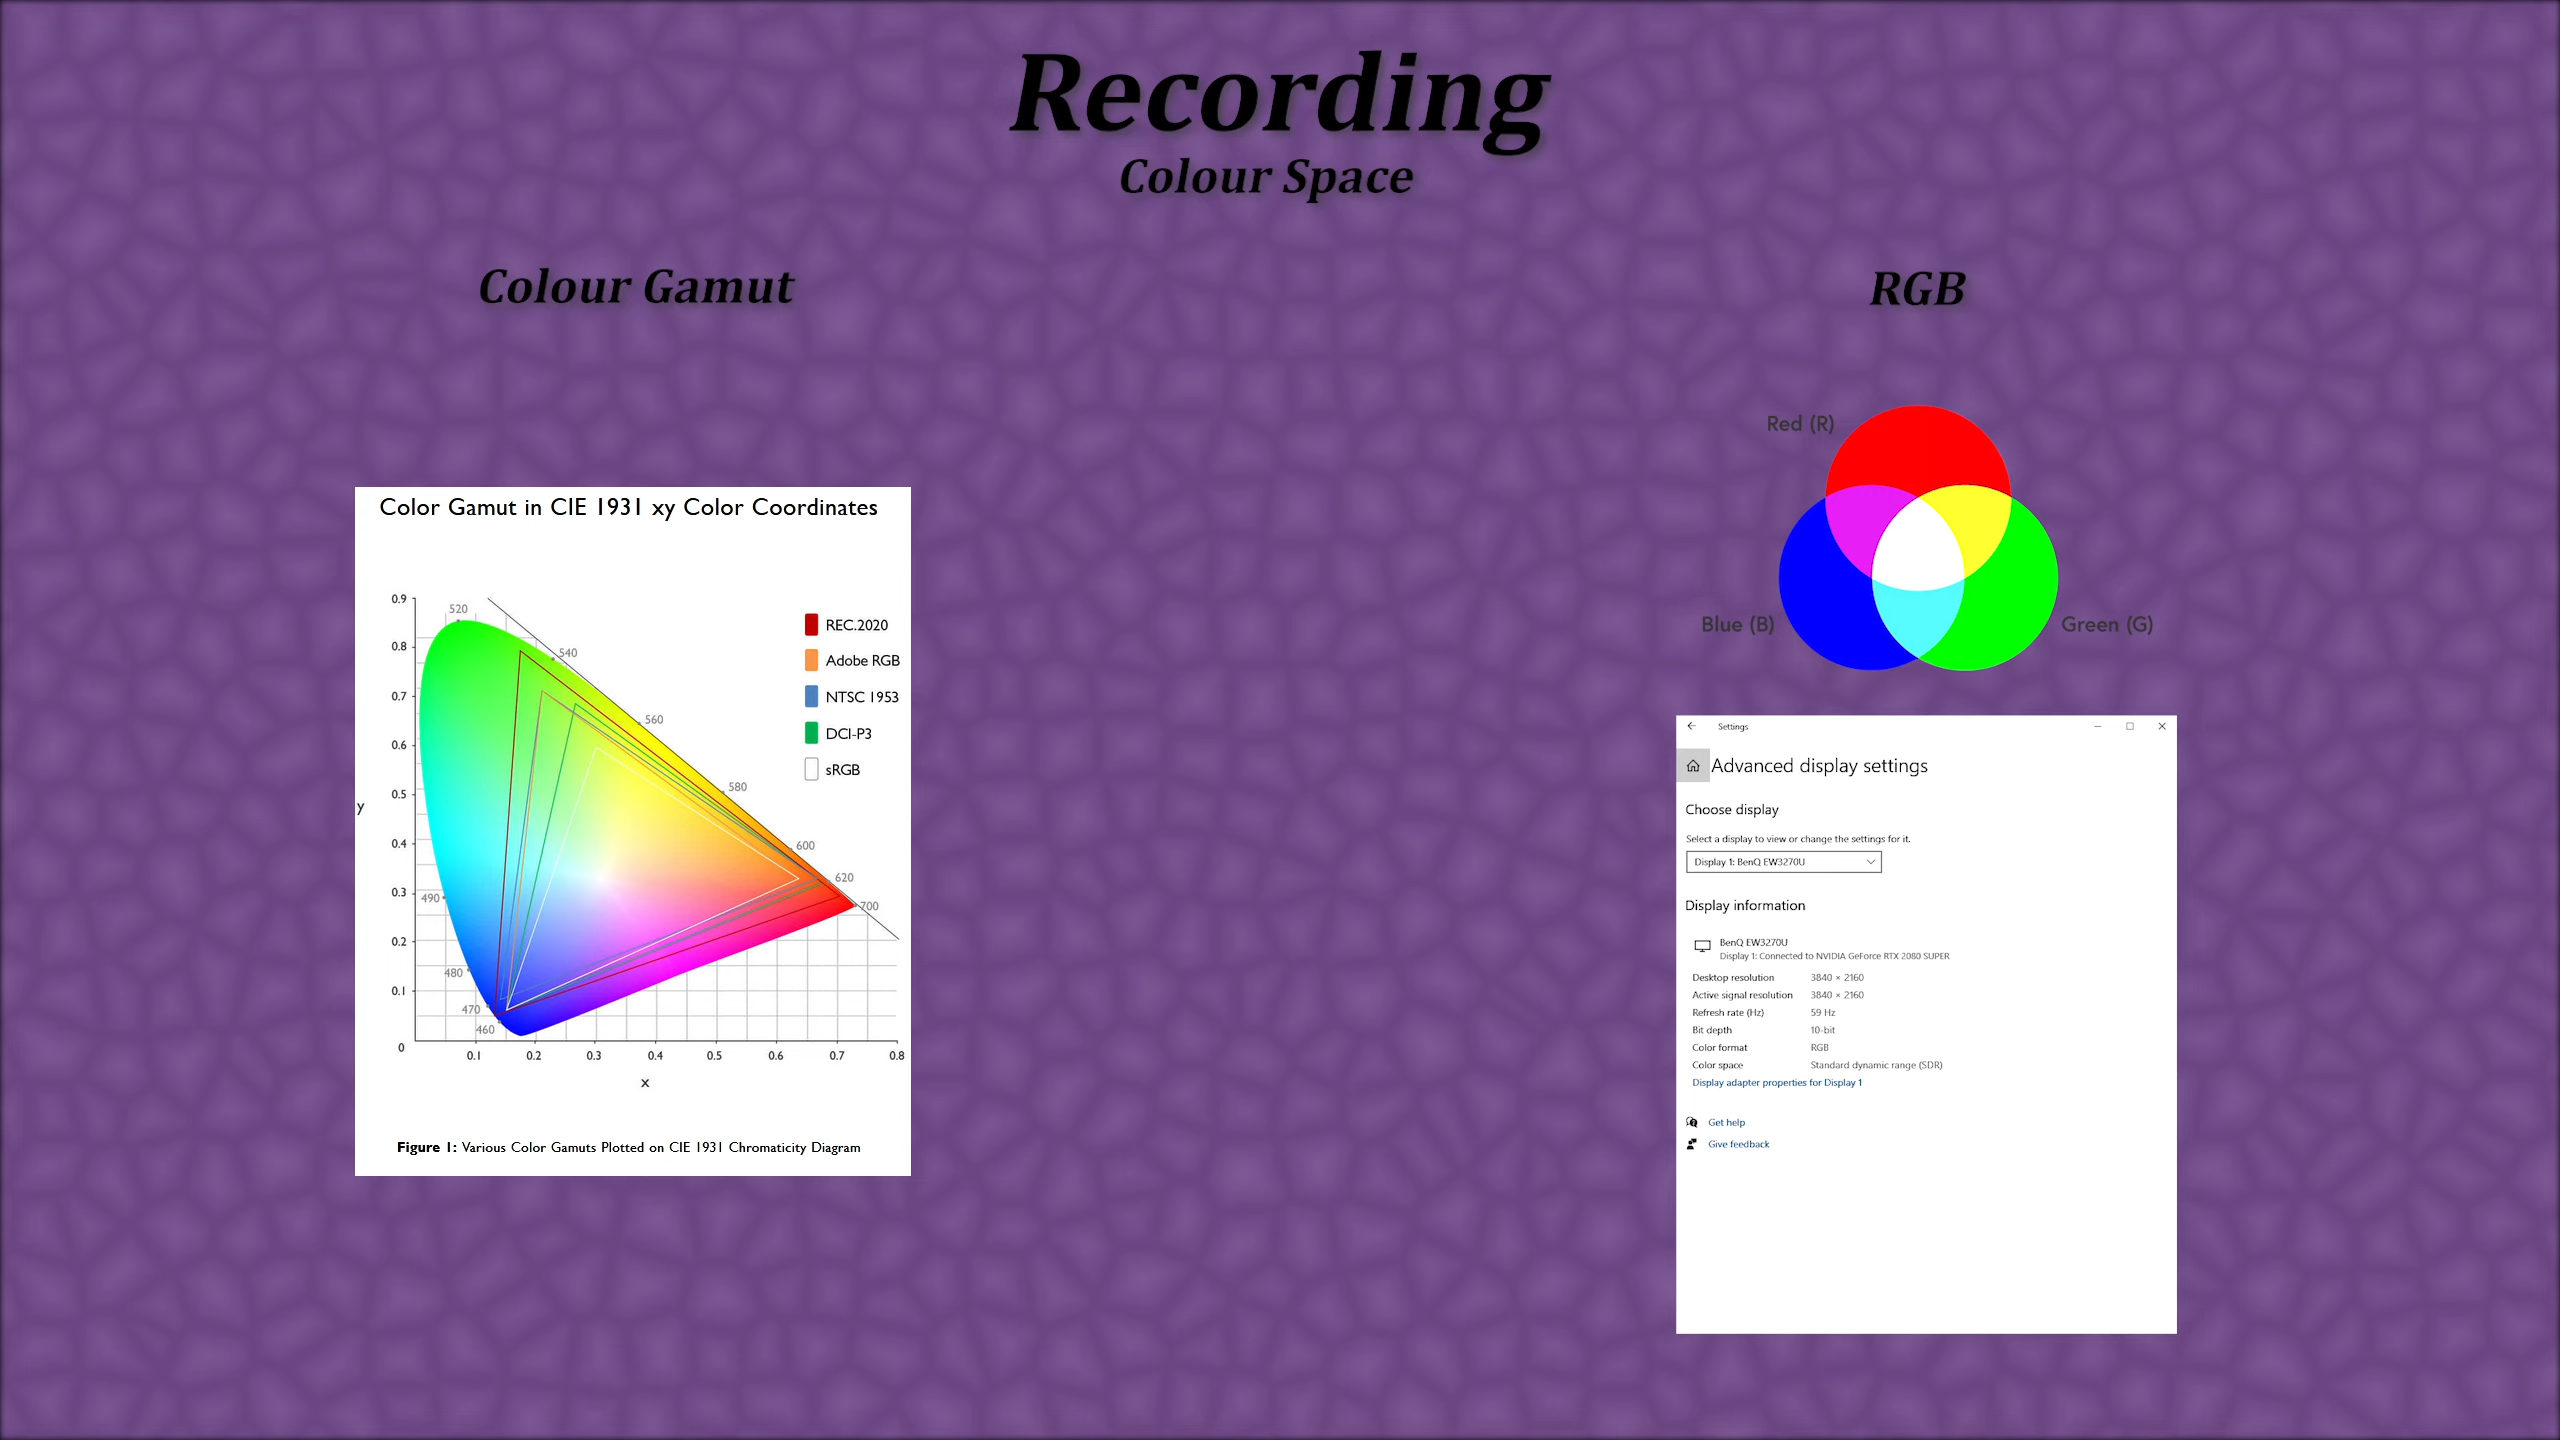 Recording
Colour Space
Colour Gamut
Color Gamut in CIE 1931 xy Color Coordinates
0.9
0.8
0.7
0.6
0.5
0.4
0.3
0.2
0.1
0
y
520
540
560
580
600
620
700
490
480
470
460
REC.2020
Adobe RGB
NTSC 1953
DCI-P3
sRGB
0.1 0.2 0.3 0.4 0.5 0.6 0.7 0.8
x
Figure 1: Various Color Gamuts Plotted on CIE 1931 Chromaticity Diagram
RGB
Red (R)
Blue (B)
Green (G)
Settings
Advanced display settings
Choose display
Select a display to view or change the settings for it.
Display 1: BenQ EW3270U
Display information
BenQ EW3270U
Display 1: Connected to NVIDIA GeForce RTX 2080 SUPER
Desktop resolution 3840 × 2160
Active signal resolution 3840 × 2160
Refresh rate (Hz) 59 Hz
Bit depth 10-bit
Color format RGB
Color space Standard dynamic range (SDR)
Display adapter properties for Display 1
Get help
Give feedback